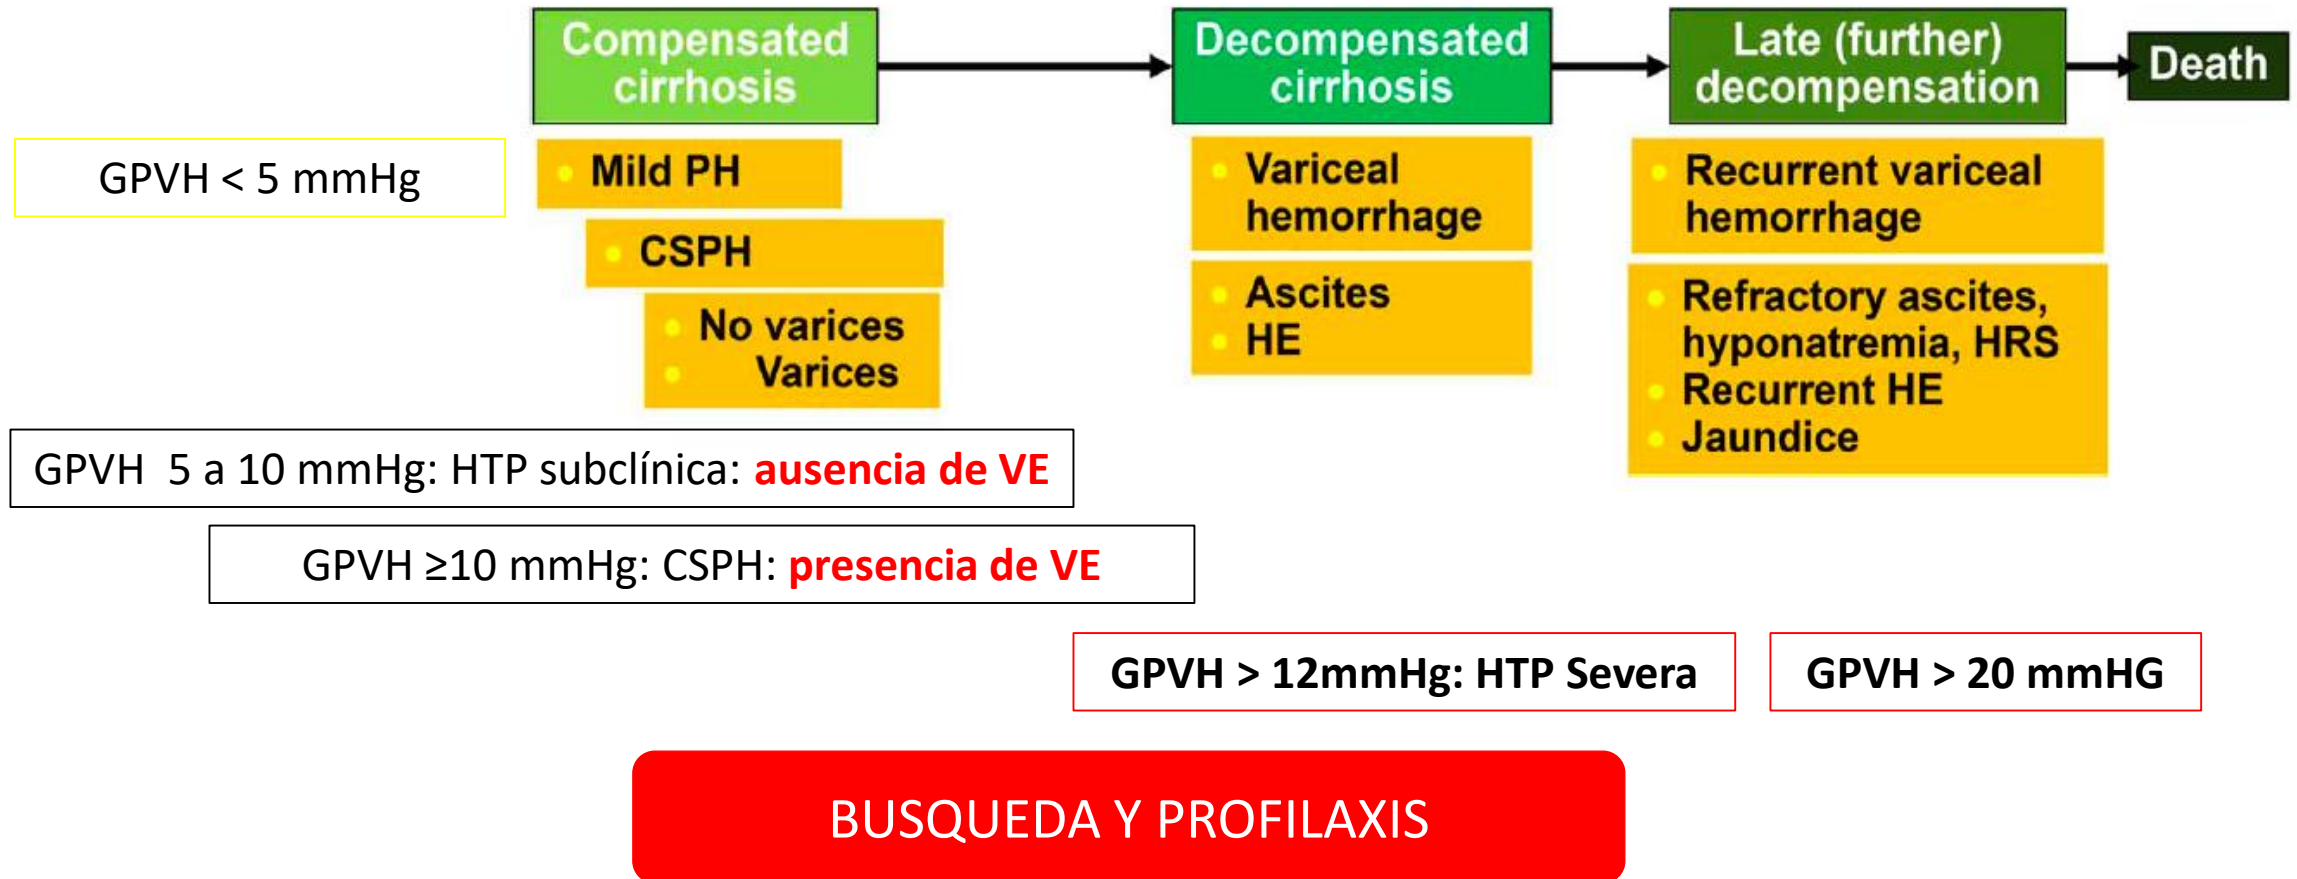 Compensated
cirrhosis
Decompensated
cirrhosis
Late (further)
decompensation
Death
GPVH < 5 mmHg
Mild PH
CSPH
No varices
Varices
Variceal
hemorrhage
Ascites
HE
Recurrent variceal
hemorrhage
Refractory ascites,
hyponatremia, HRS
Recurrent HE
Jaundice
GPVH 5 a 10 mmHg: HTP subclínica: ausencia de VE
GPVH ≥10 mmHg: CSPH: presencia de VE
GPVH > 12mmHg: HTP Severa
GPVH > 20 mmHG
BUSQUEDA Y PROFILAXIS